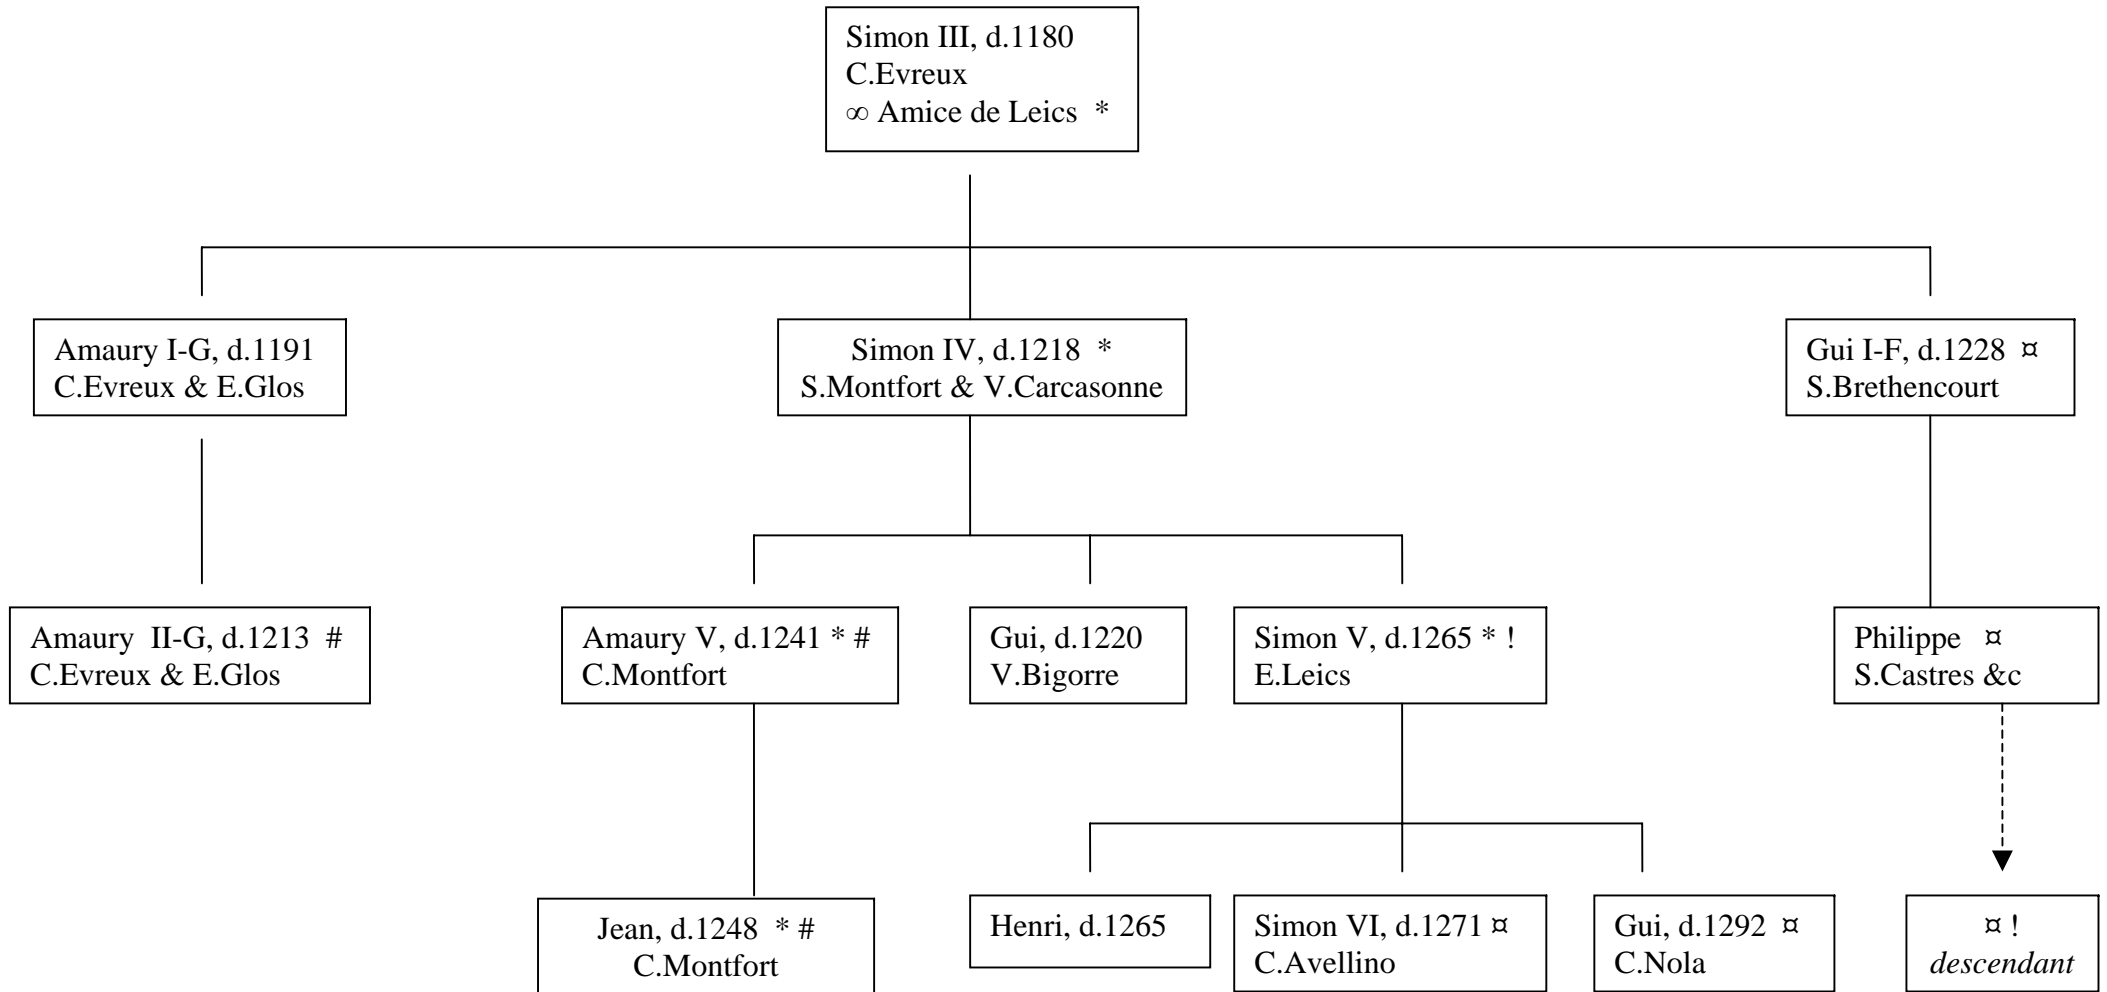 Simon III, d.1180
C.Evreux
∞ Amice de Leics *
Amaury I-G, d.1191
C.Evreux & E.Glos
Simon IV, d.1218 *
S.Montfort & V.Carcasonne
Gui I-F, d.1228 ¤
S.Brethencourt
Amaury II-G, d.1213 #
C.Evreux & E.Glos
Amaury V, d.1241 * #
C.Montfort
Gui, d.1220
V.Bigorre
Simon V, d.1265 * !
E.Leics
Philippe ¤
S.Castres &c
Jean, d.1248 * #
C.Montfort
Henri, d.1265
Simon VI, d.1271 ¤
C.Avellino
Gui, d.1292 ¤
C.Nola
¤ !
descendant